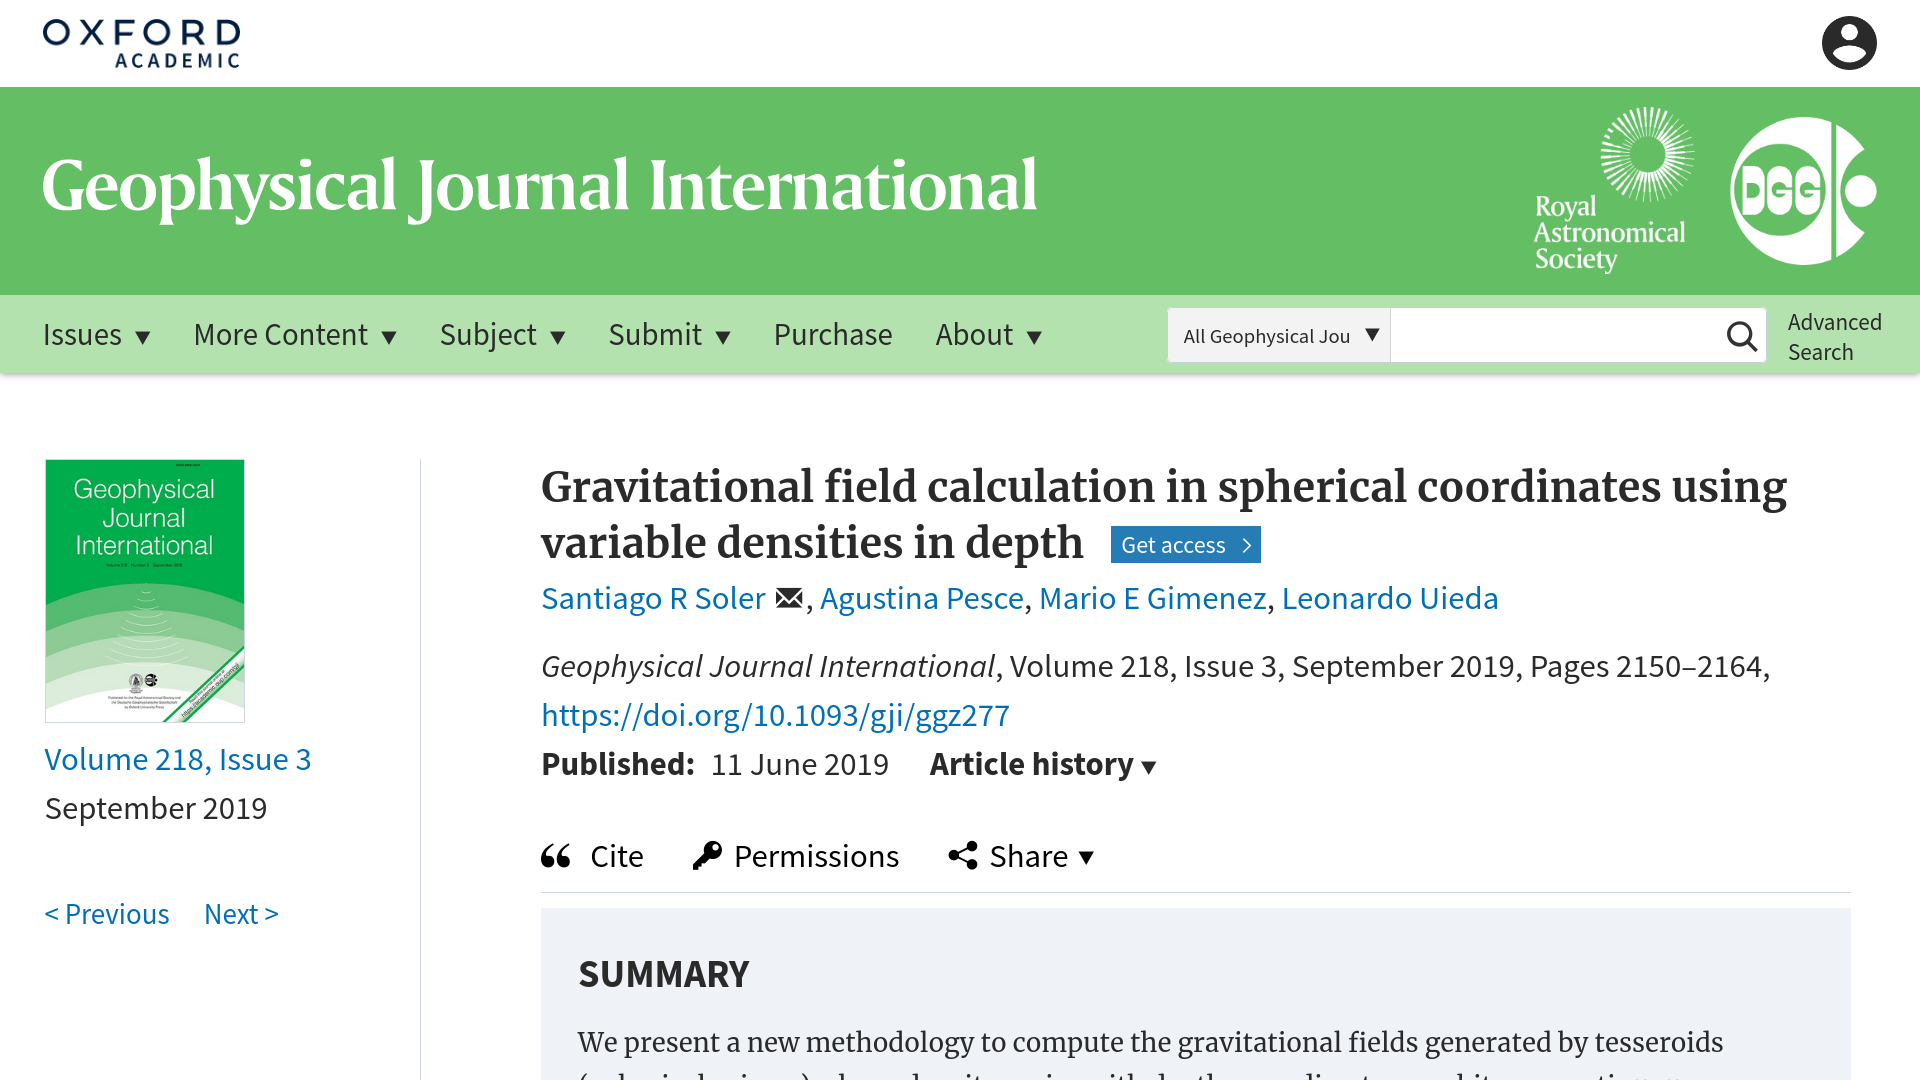 OXFORD
ACADEMIC
Geophysical Journal International
Royal
Astronomical
Society
DGG
Issues ▼ More Content ▼ Subject ▼ Submit ▼ Purchase About ▼ All Geophysical Jou ▼ Advanced Search
Geophysical
Journal
International
Volume 218, Issue 3
September 2019
< Previous Next >
Gravitational field calculation in spherical coordinates using
variable densities in depth Get access >
Santiago R Soler, Agustina Pesce, Mario E Gimenez, Leonardo Uieda
Geophysical Journal International, Volume 218, Issue 3, September 2019, Pages 2150–2164,
https://doi.org/10.1093/gji/ggz277
Published: 11 June 2019 Article history ▼
Cite Permissions Share ▼
SUMMARY
We present a new methodology to compute the gravitational fields generated by tesseroids